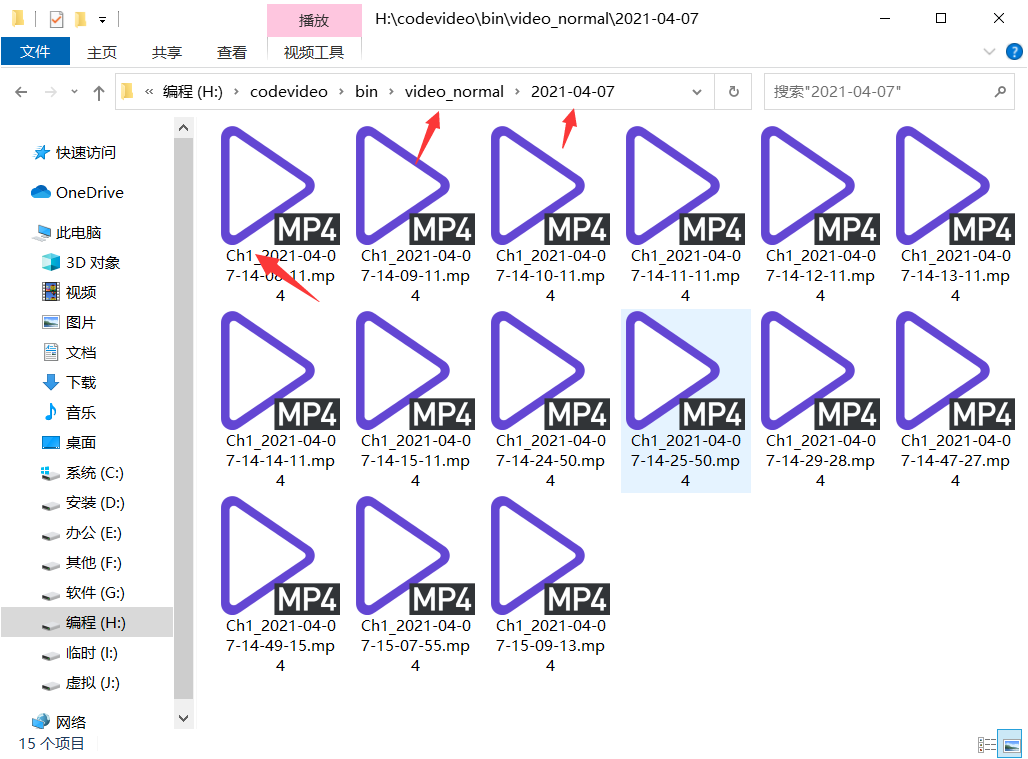 播放
H:\codevideo\bin\video_normal\2021-04-07
文件
主页
共享
查看
视频工具
« 编程 (H:) › codevideo › bin › video_normal › 2021-04-07
搜索"2021-04-07"
快速访问
OneDrive
此电脑
3D 对象
视频
图片
文档
下载
音乐
桌面
系统 (C:)
安装 (D:)
办公 (E:)
其他 (F:)
软件 (G:)
编程 (H:)
临时 (I:)
虚拟 (J:)
网络
MP4
Ch1_2021-04-0
7-14-08-11.mp
4
MP4
Ch1_2021-04-0
7-14-09-11.mp
4
MP4
Ch1_2021-04-0
7-14-10-11.mp
4
MP4
Ch1_2021-04-0
7-14-11-11.mp
4
MP4
Ch1_2021-04-0
7-14-12-11.mp
4
MP4
Ch1_2021-04-0
7-14-13-11.mp
4
MP4
Ch1_2021-04-0
7-14-14-11.mp
4
MP4
Ch1_2021-04-0
7-14-15-11.mp
4
MP4
Ch1_2021-04-0
7-14-24-50.mp
4
MP4
Ch1_2021-04-0
7-14-25-50.mp
4
MP4
Ch1_2021-04-0
7-14-29-28.mp
4
MP4
Ch1_2021-04-0
7-14-47-27.mp
4
MP4
Ch1_2021-04-0
7-14-49-15.mp
4
MP4
Ch1_2021-04-0
7-15-07-55.mp
4
MP4
Ch1_2021-04-0
7-15-09-13.mp
4
15 个项目